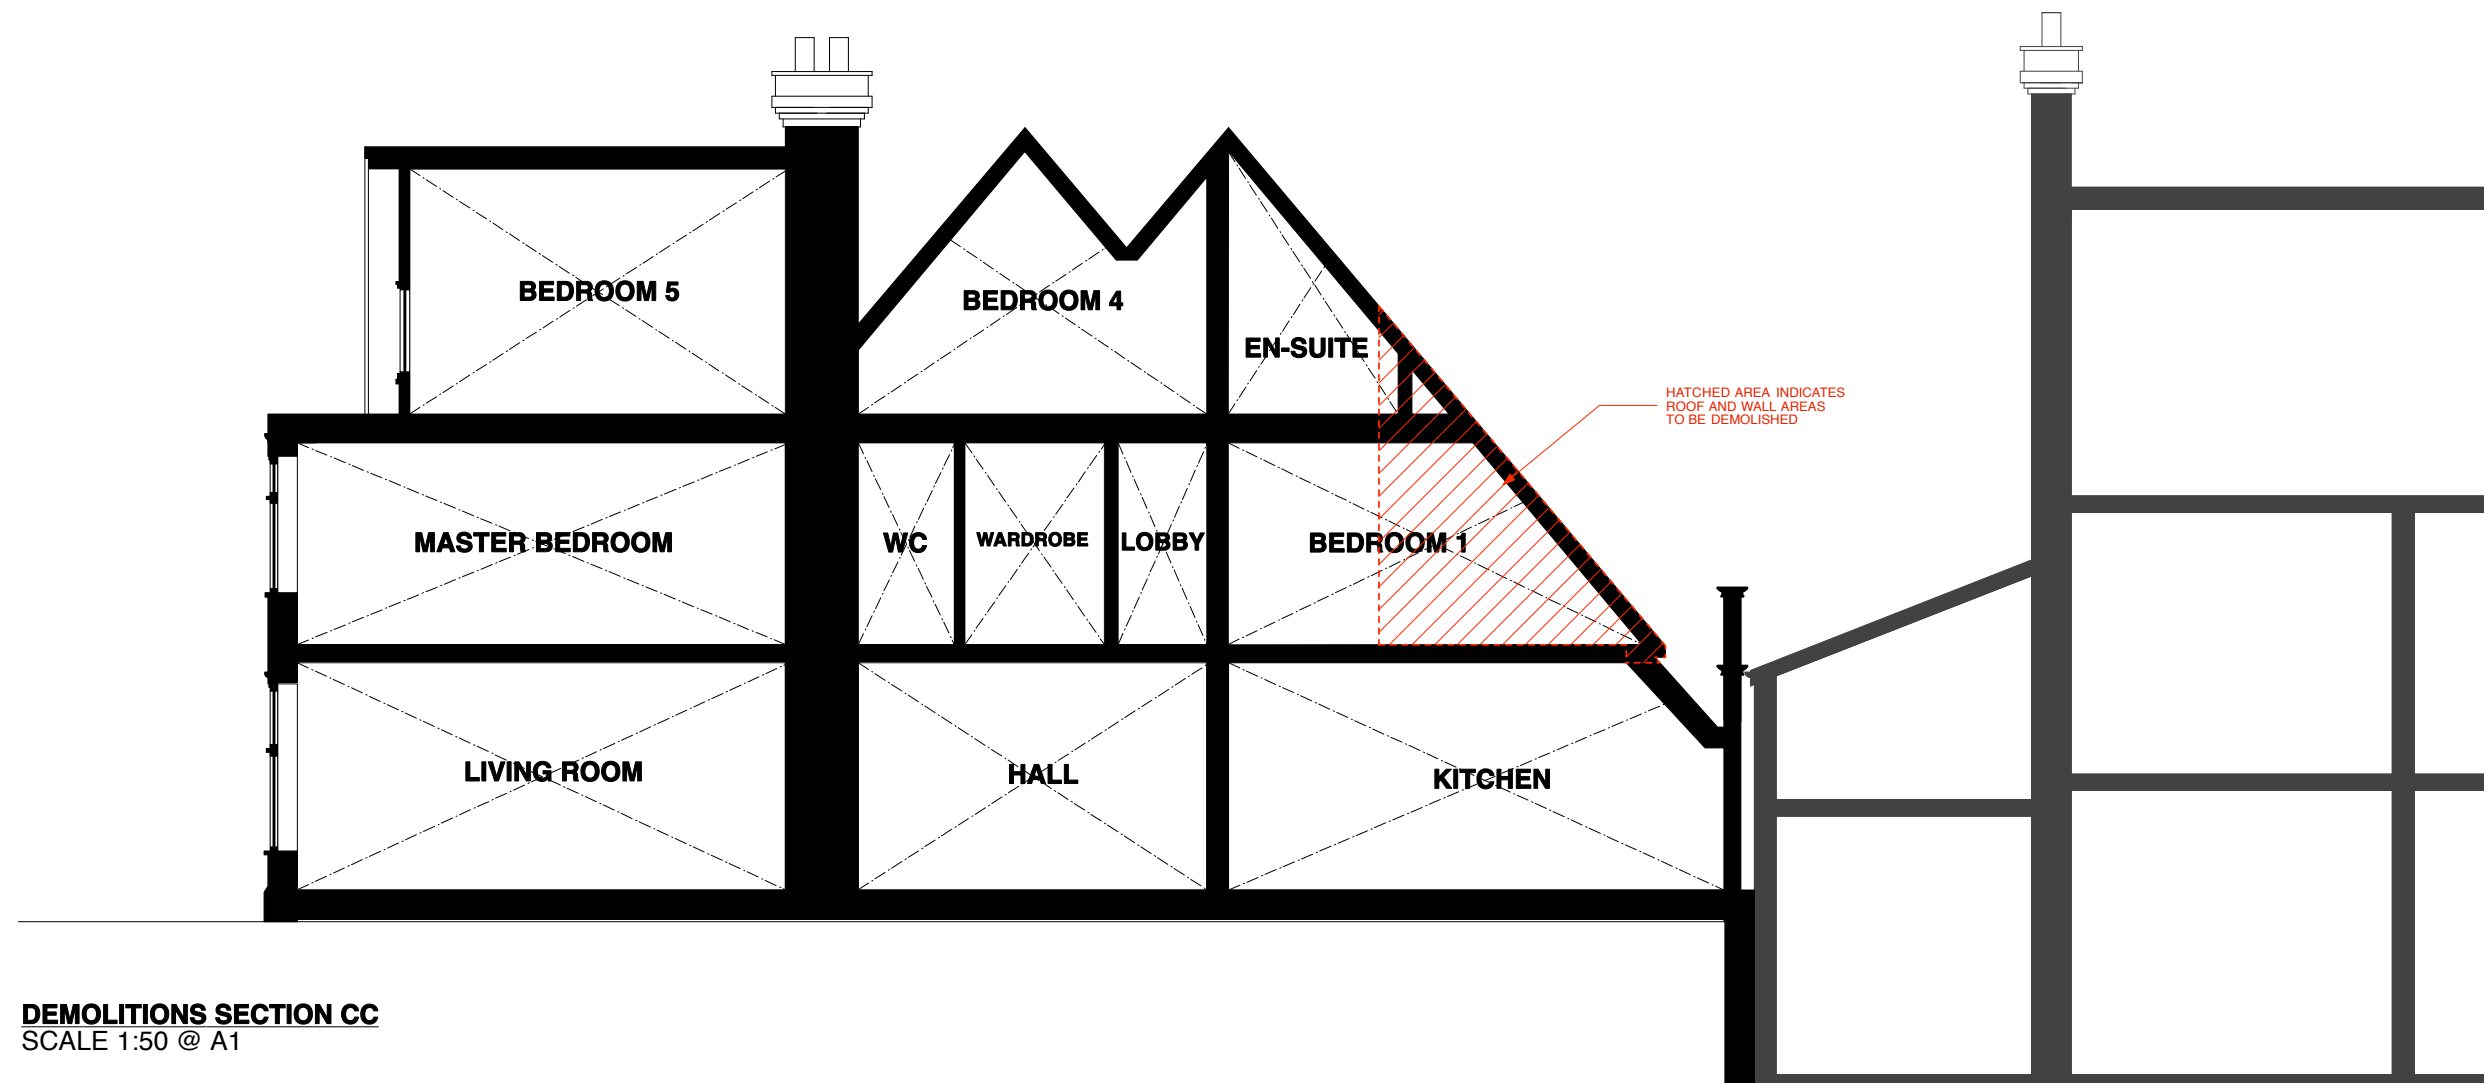 BEDROOM 5
BEDROOM 4
EN-SUITE
HATCHED AREA INDICATES
ROOF AND WALL AREAS
TO BE DEMOLISHED
MASTER BEDROOM
WC
WARDROBE
LOBBY
BEDROOM 1
LIVING ROOM
HALL
KITCHEN
DEMOLITIONS SECTION CC
SCALE 1:50 @ A1